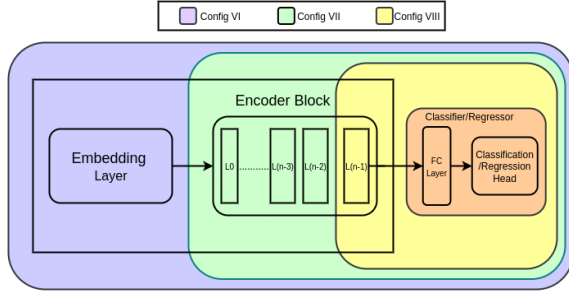 Config VI
Config VII
Config VIII
Encoder Block
Classifier/Regressor
Embedding
Layer
L0
...........
L(n-3)
L(n-2)
L(n-1)
FC
Layer
Classification
/Regression
Head